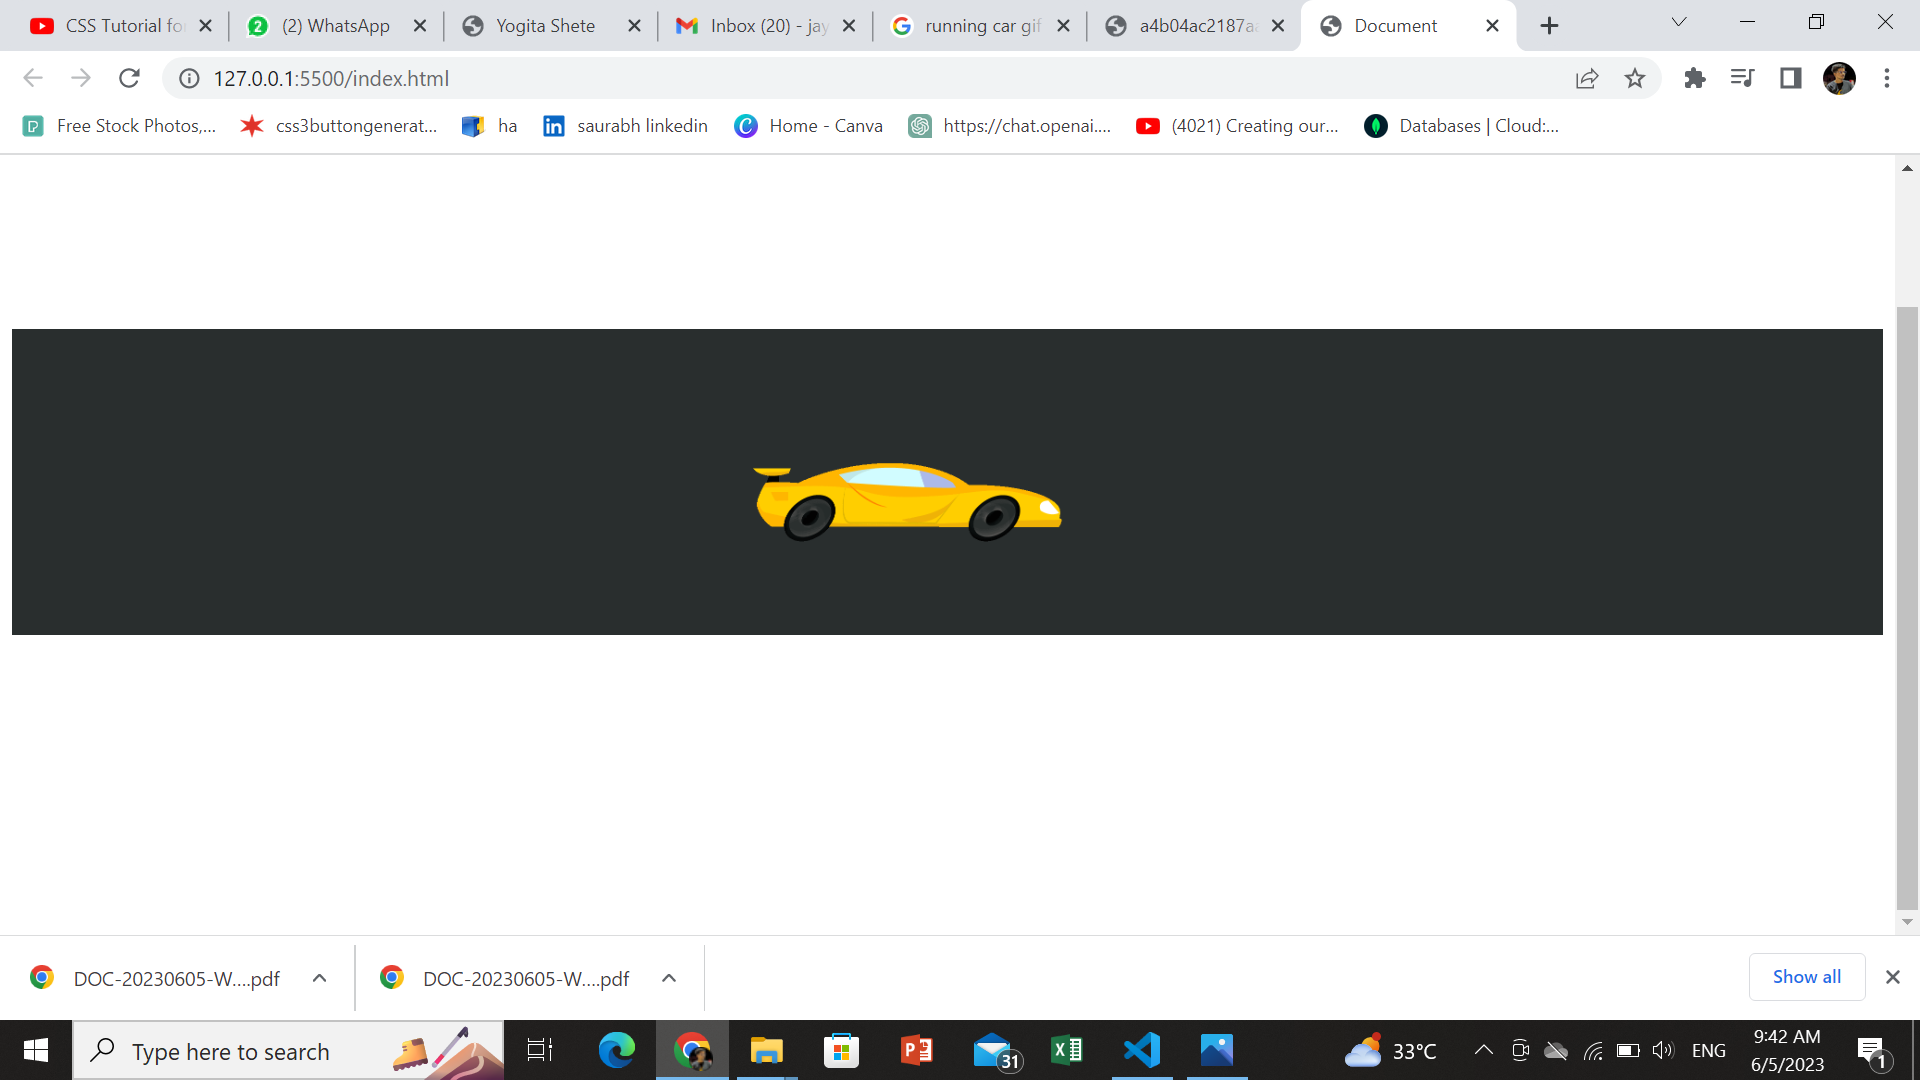 CSS Tutorial fo
(2) WhatsApp
Yogita Shete
Inbox (20) - jay
running car gif
a4b04ac2187a
Document
127.0.0.1:5500/index.html
Free Stock Photos,...
css3buttongenerat...
ha
saurabh linkedin
Home - Canva
https://chat.openai....
(4021) Creating our...
Databases | Cloud:...
DOC-20230605-W....pdf
DOC-20230605-W....pdf
Show all
Type here to search
31
33°C
ENG
9:42 AM
6/5/2023
1